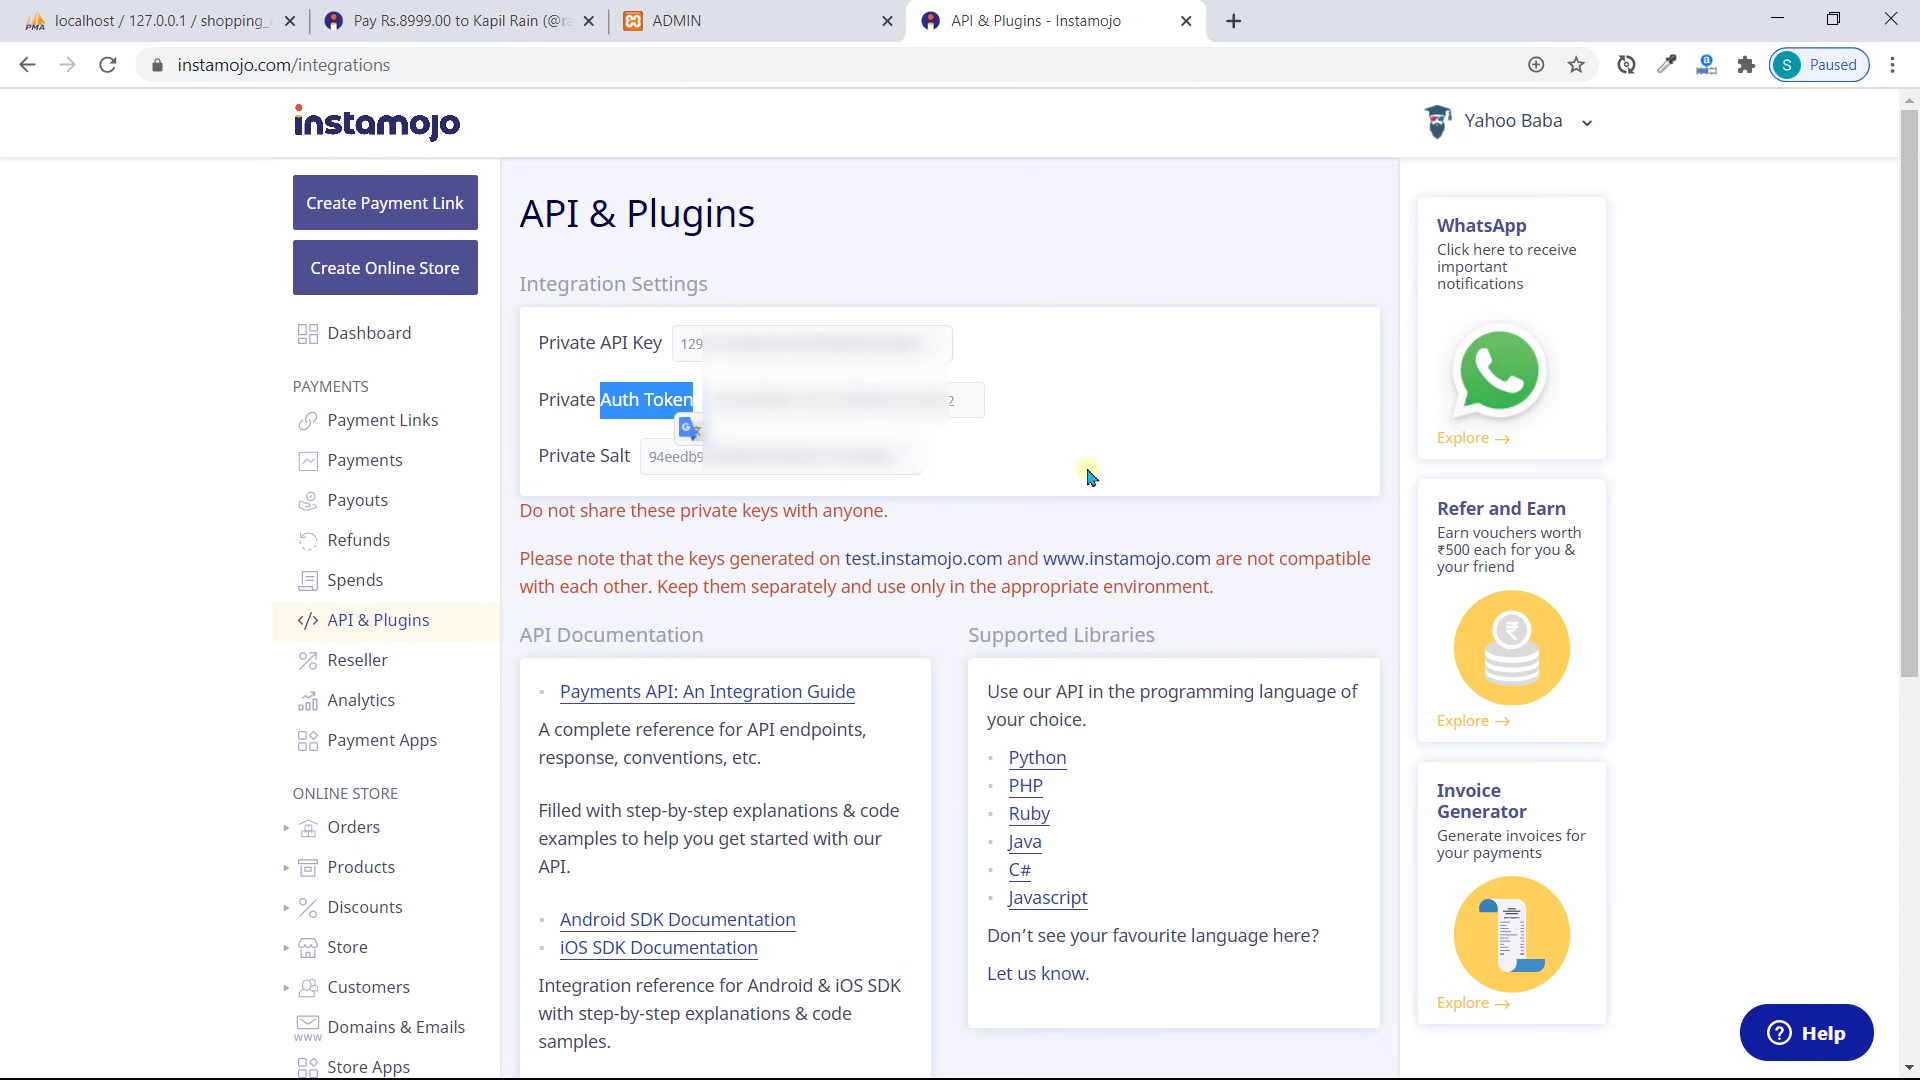 localhost / 127.0.0.1 / shopping_
Pay Rs.8999.00 to Kapil Rain (@ra
ADMIN
API & Plugins - Instamojo
instamojo.com/integrations
S Paused
instamojo
Yahoo Baba
Create Payment Link
Create Online Store
Dashboard
PAYMENTS
Payment Links
Payments
Payouts
Refunds
Spends
API & Plugins
Reseller
Analytics
Payment Apps
ONLINE STORE
Orders
Products
Discounts
Store
Customers
Domains & Emails
Store Apps
API & Plugins
Integration Settings
Private API Key 129
Private Auth Token 2
Private Salt 94eedb9
Do not share these private keys with anyone.
Please note that the keys generated on test.instamojo.com and www.instamojo.com are not compatible
with each other. Keep them separately and use only in the appropriate environment.
API Documentation
Payments API: An Integration Guide
A complete reference for API endpoints,
response, conventions, etc.
Filled with step-by-step explanations & code
examples to help you get started with our
API.
Android SDK Documentation
iOS SDK Documentation
Integration reference for Android & iOS SDK
with step-by-step explanations & code
samples.
Supported Libraries
Use our API in the programming language of
your choice.
Python
PHP
Ruby
Java
C#
Javascript
Don't see your favourite language here?
Let us know.
WhatsApp
Click here to receive
important
notifications
Explore →
Refer and Earn
Earn vouchers worth
₹500 each for you &
your friend
Explore →
Invoice
Generator
Generate invoices for
your payments
Explore →
Help